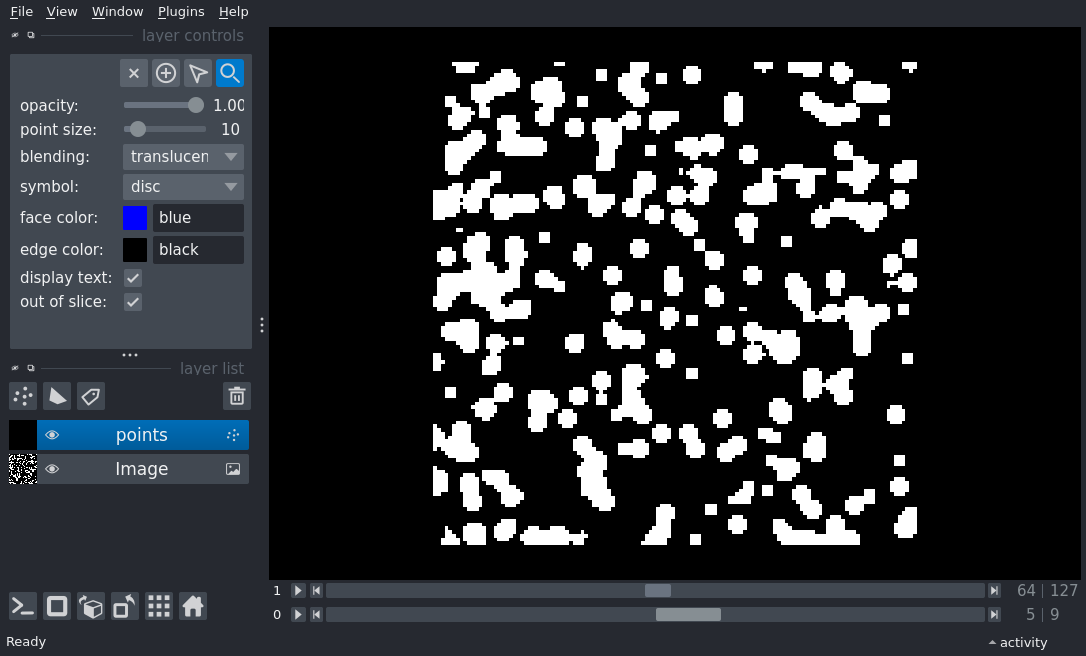 File View Window Plugins Help
layer controls
opacity: 1.00
point size: 10
blending: translucen
symbol: disc
face color: blue
edge color: black
display text:
out of slice:
layer list
points
Image
1 64 | 127
0 5 | 9
Ready activity